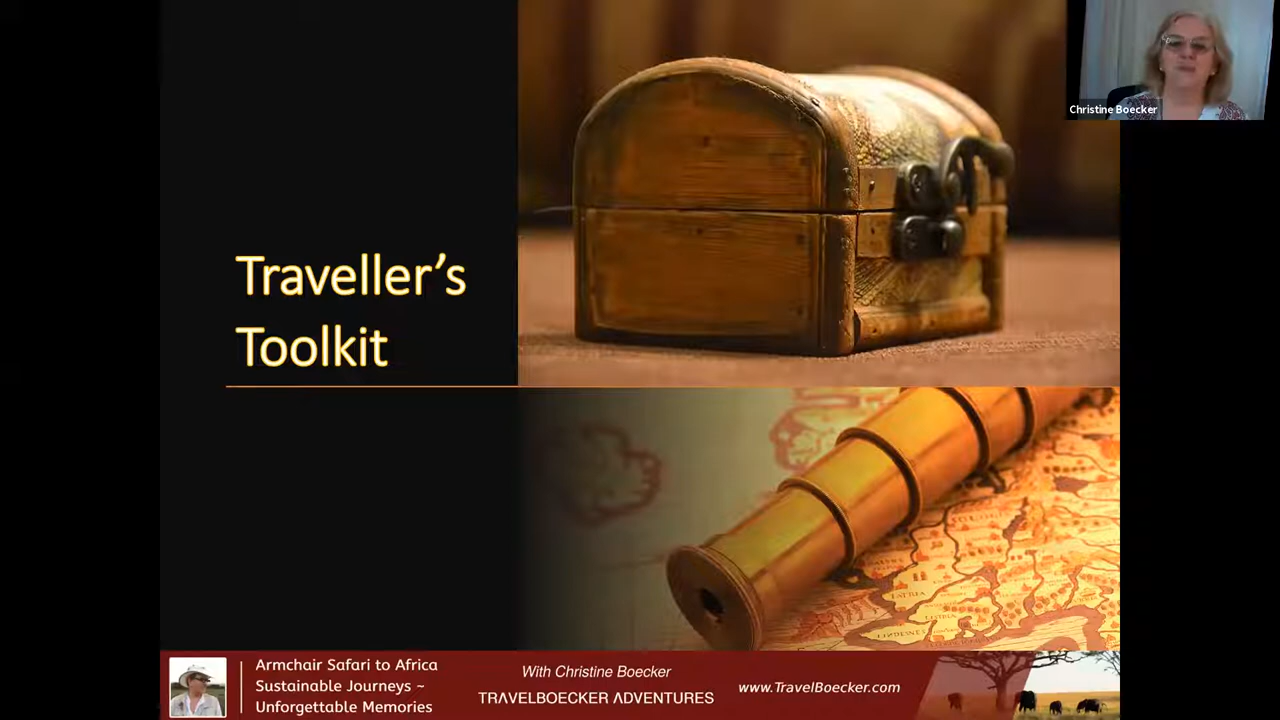 Christine Boecker
Traveller's
Toolkit
Armchair Safari to Africa
Sustainable Journeys ~
Unforgettable Memories
With Christine Boecker
TRAVELBOECKER ADVENTURES
www.TravelBoecker.com